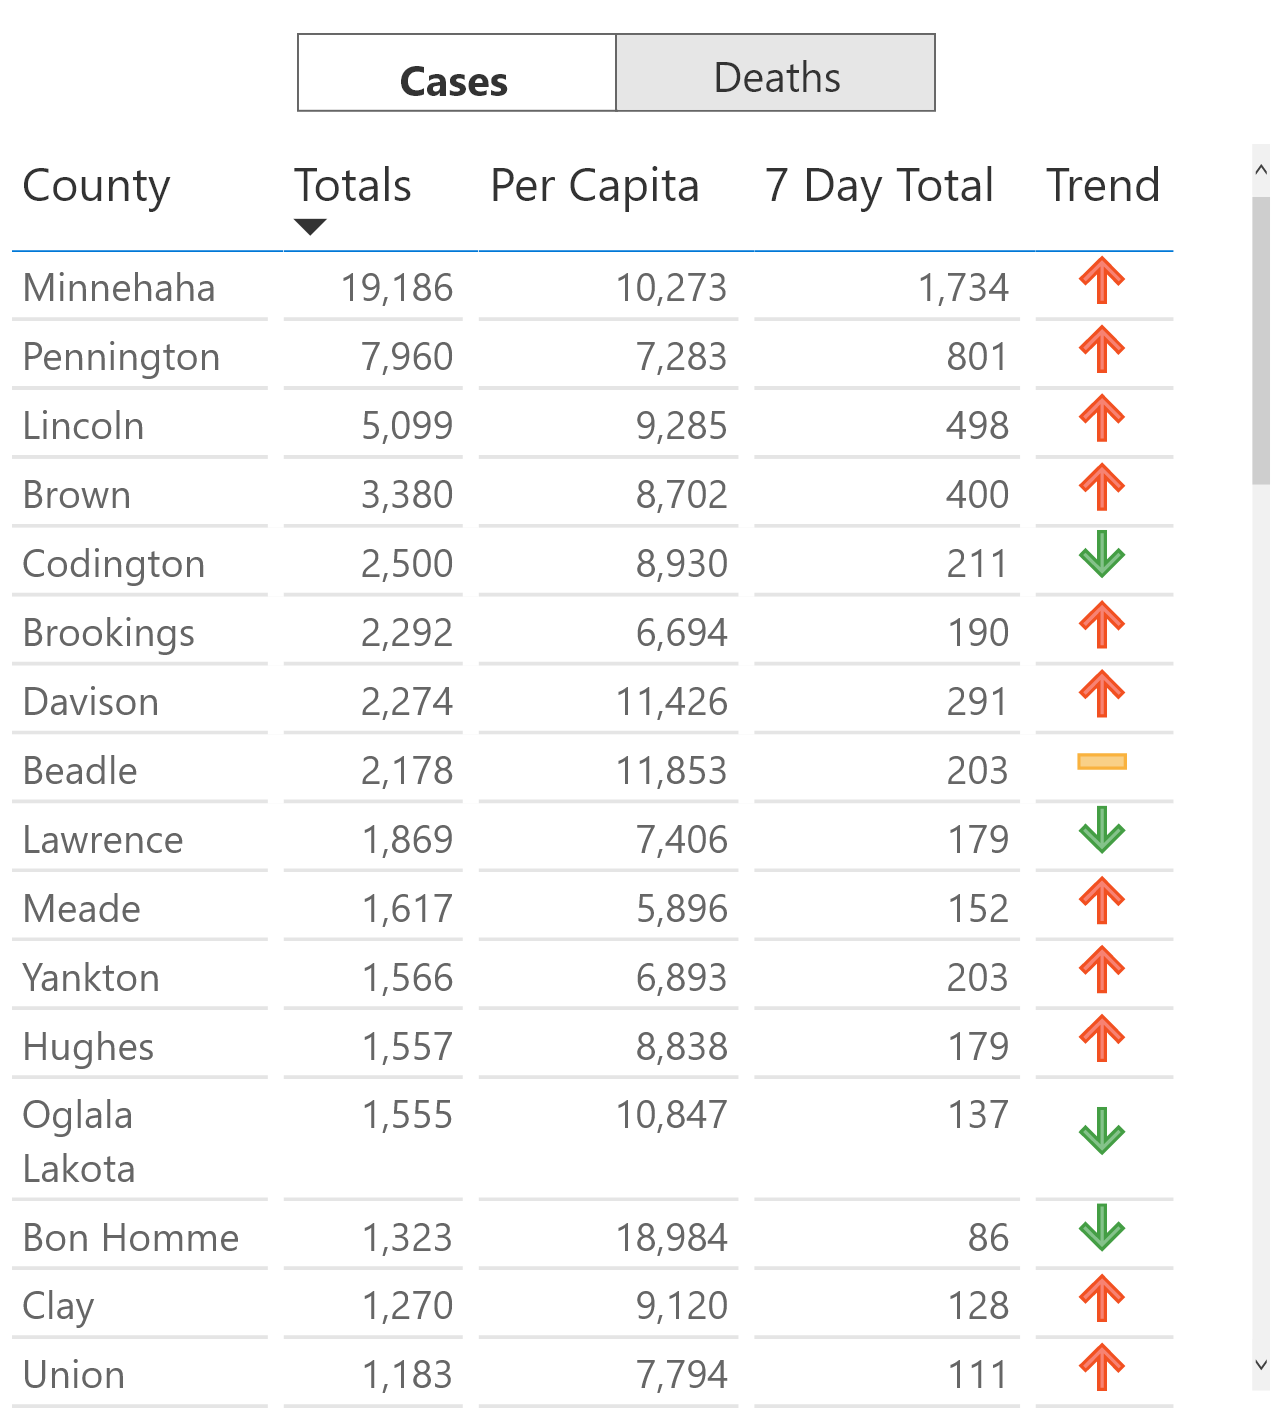 Cases Deaths
County Totals Per Capita 7 Day Total Trend
Minnehaha 19,186 10,273 1,734
Pennington 7,960 7,283 801
Lincoln 5,099 9,285 498
Brown 3,380 8,702 400
Codington 2,500 8,930 211
Brookings 2,292 6,694 190
Davison 2,274 11,426 291
Beadle 2,178 11,853 203
Lawrence 1,869 7,406 179
Meade 1,617 5,896 152
Yankton 1,566 6,893 203
Hughes 1,557 8,838 179
Oglala 1,555 10,847 137
Lakota
Bon Homme 1,323 18,984 86
Clay 1,270 9,120 128
Union 1,183 7,794 111